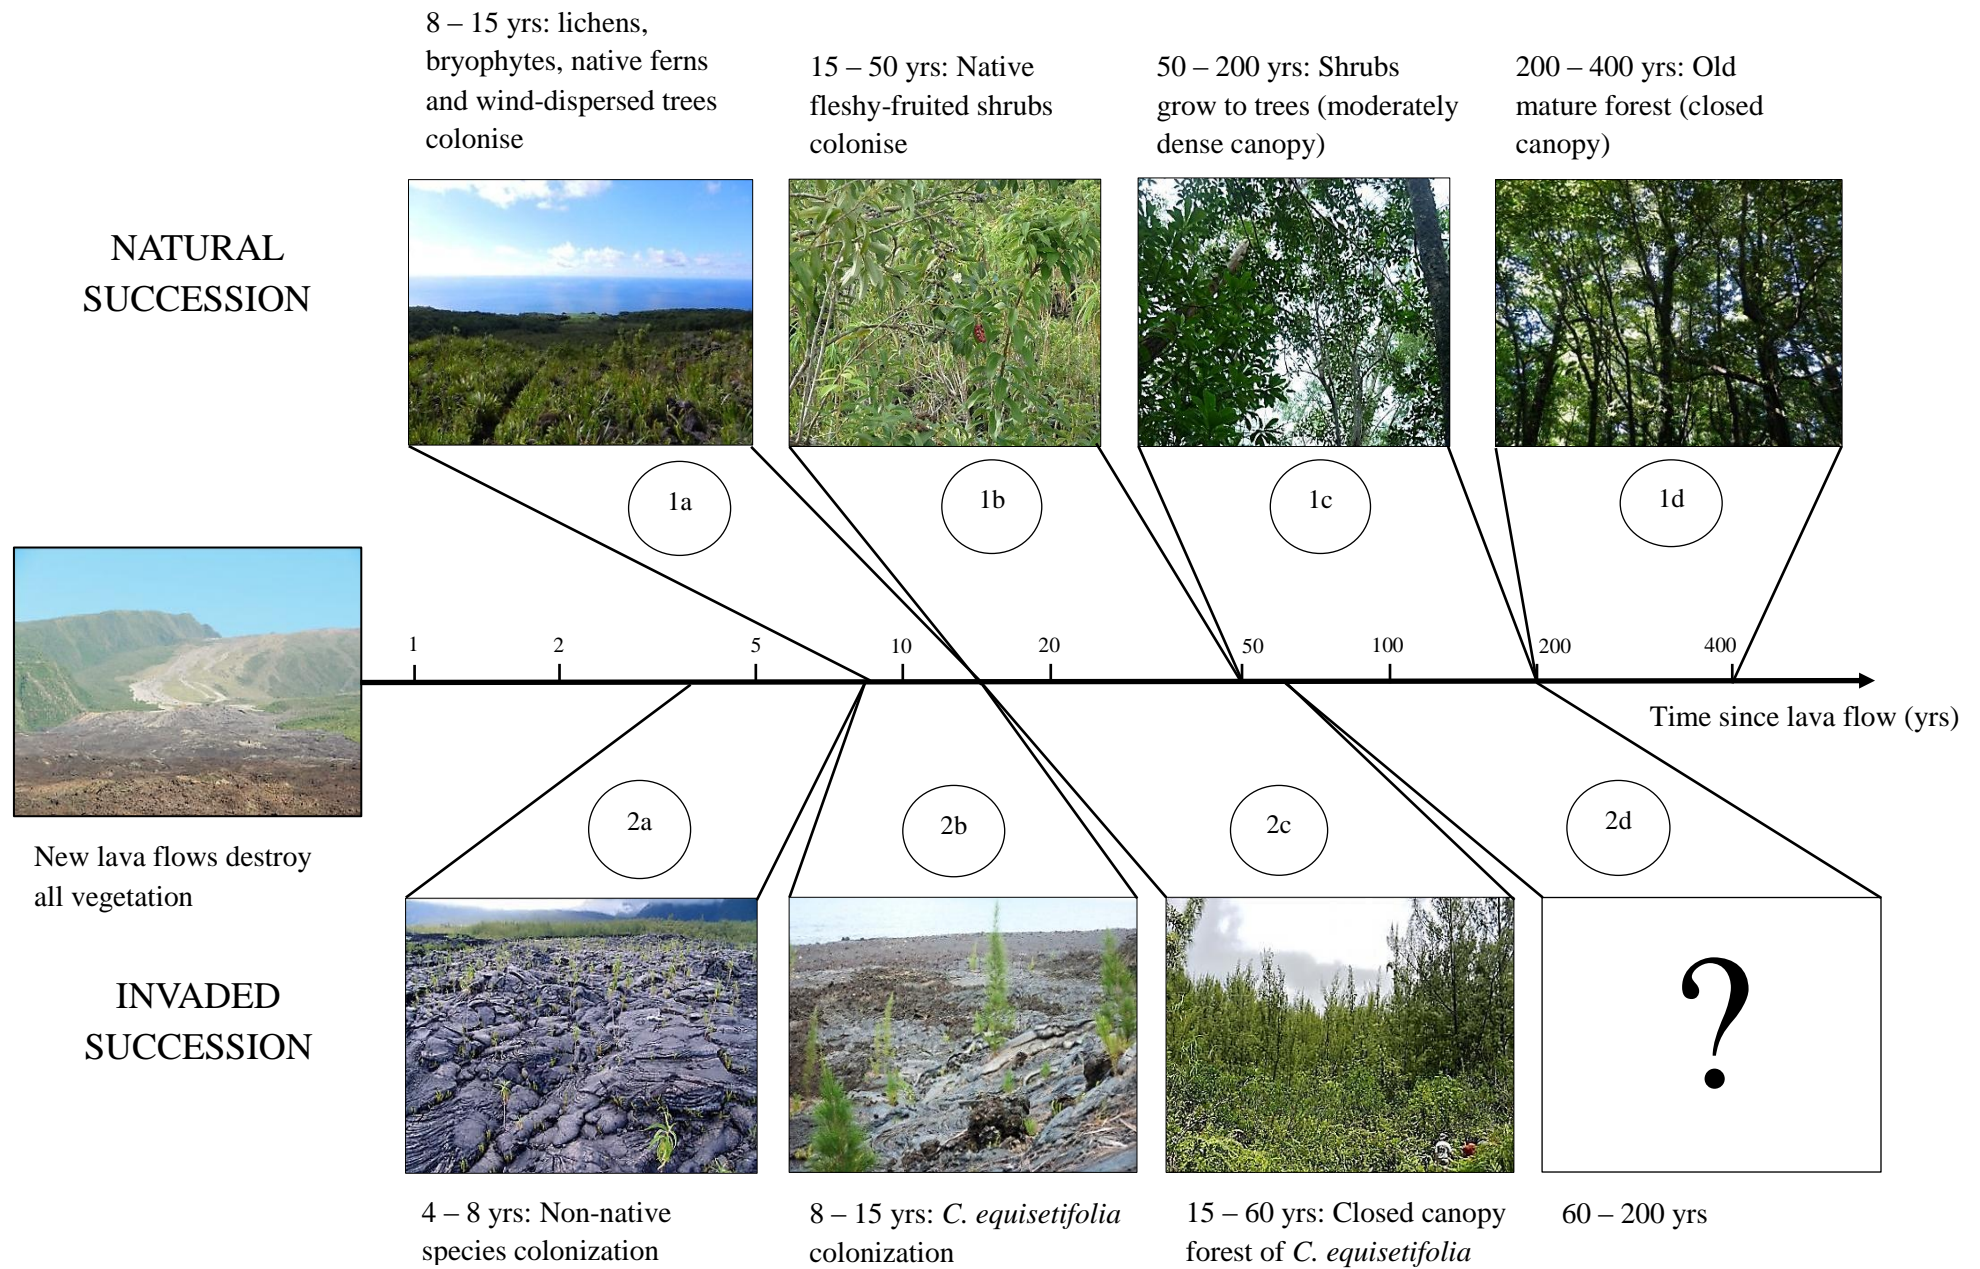 8 – 15 yrs: lichens,
bryophytes, native ferns
and wind-dispersed trees
colonise
15 – 50 yrs: Native
fleshy-fruited shrubs
colonise
50 – 200 yrs: Shrubs
grow to trees (moderately
dense canopy)
200 – 400 yrs: Old
mature forest (closed
canopy)
NATURAL
SUCCESSION
1a
1b
1c
1d
1
2
5
10
20
50
100
200
400
Time since lava flow (yrs)
New lava flows destroy
all vegetation
2a
2b
2c
2d
INVADED
SUCCESSION
?
4 – 8 yrs: Non-native
species colonization
8 – 15 yrs: C. equisetifolia
colonization
15 – 60 yrs: Closed canopy
forest of C. equisetifolia
60 – 200 yrs